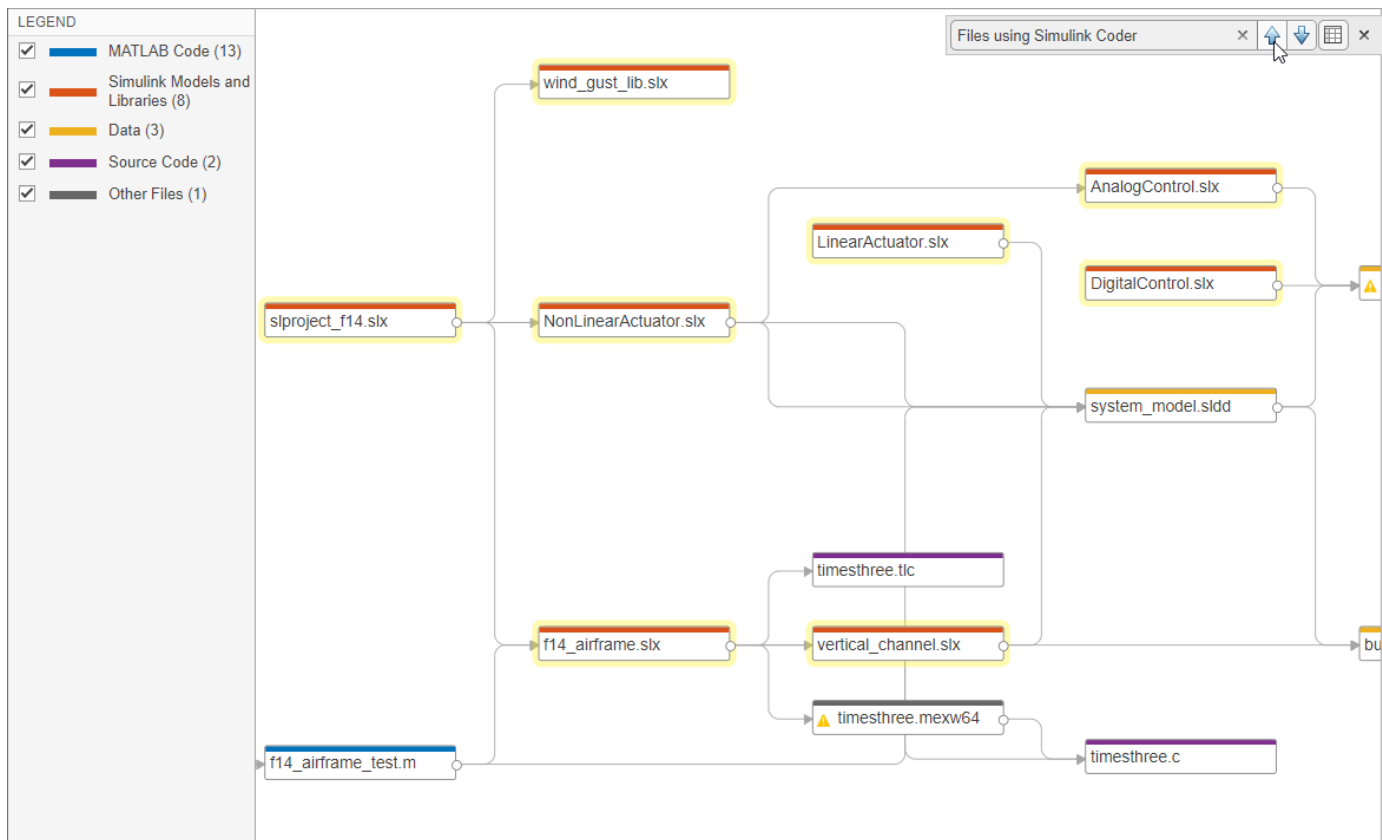 LEGEND
MATLAB Code (13)
Simulink Models and
Libraries (8)
Data (3)
Source Code (2)
Other Files (1)
Files using Simulink Coder
wind_gust_lib.slx
AnalogControl.slx
LinearActuator.slx
DigitalControl.slx
slproject_f14.slx
NonLinearActuator.slx
system_model.sldd
timesthree.tlc
f14_airframe.slx
vertical_channel.slx
bu
timesthree.mexw64
f14_airframe_test.m
timesthree.c